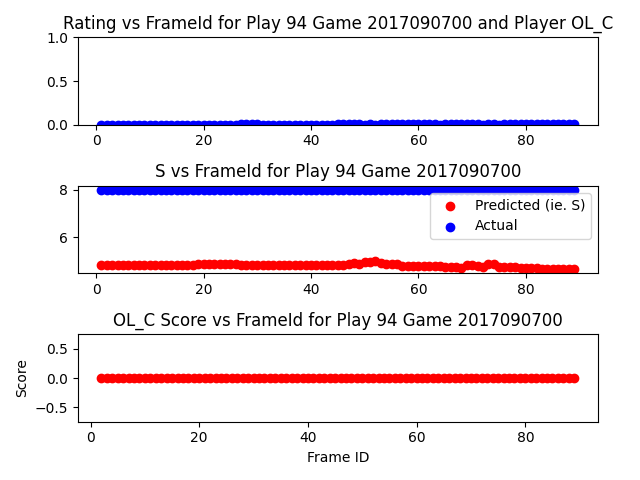 Rating vs FrameId for Play 94 Game 2017090700 and Player OL_C
1.0
0.5
0.0
0 20 40 60 80
S vs FrameId for Play 94 Game 2017090700
8
6
Predicted (ie. S)
Actual
0 20 40 60 80
OL_C Score vs FrameId for Play 94 Game 2017090700
Score
0.5
0.0
−0.5
0 20 40 60 80
Frame ID